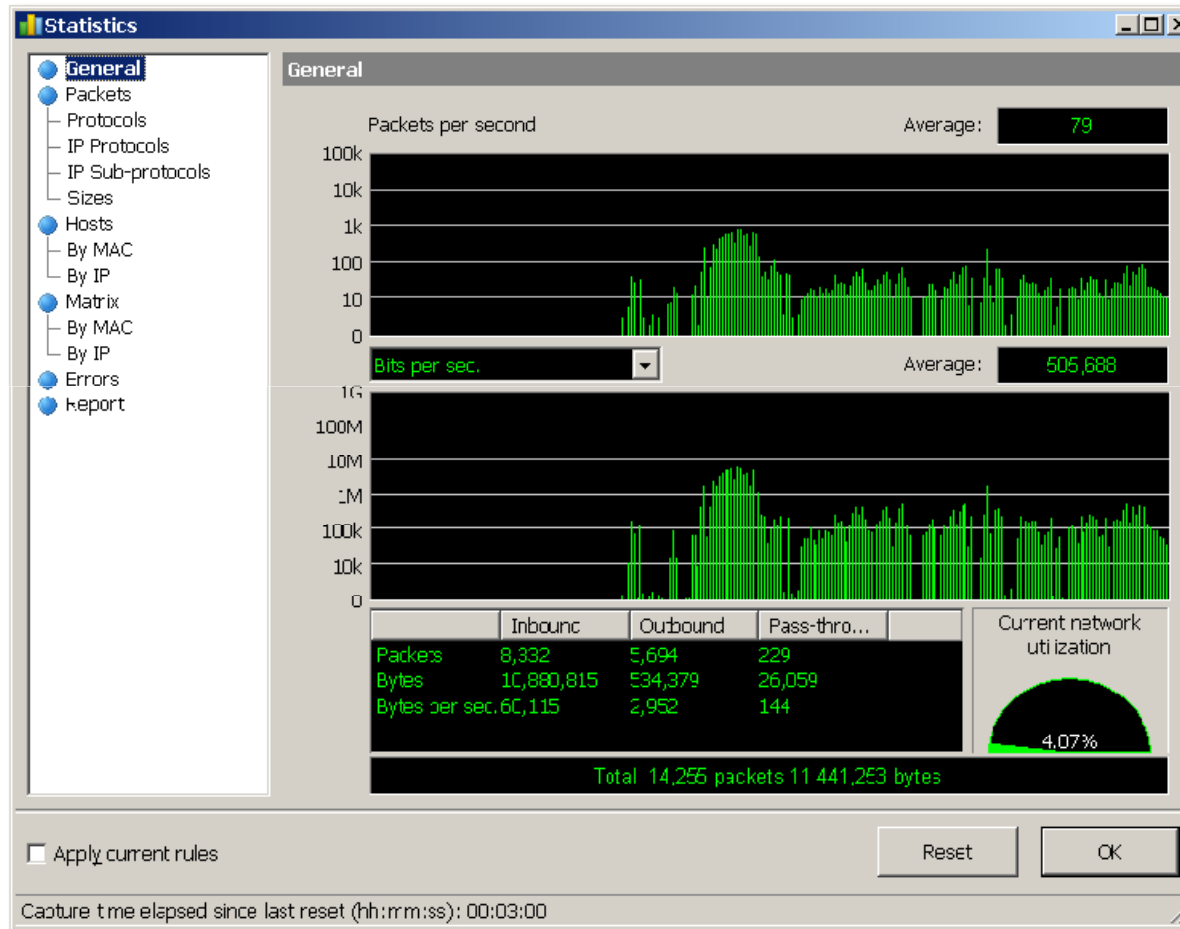 Statistics
General
Packets
Protocols
IP Protocols
IP Sub-protocols
Sizes
Hosts
By MAC
By IP
Matrix
By MAC
By IP
Errors
Report
General
Packets per second
Average: 79
100k
10k
1k
100
10
0
Bits per sec.
Average: 505,688
1G
100M
10M
1M
100k
10k
0
Inbound Outbound Pass-thro...
Packets 8,332 5,694 229
Bytes 10,880,815 534,379 26,059
Bytes per sec. 60,115 2,952 144
Current network
utilization
4.07%
Total 14,255 packets 11 441,253 bytes
Apply current rules
Reset
OK
Capture time elapsed since last reset (hh:mm:ss): 00:03:00